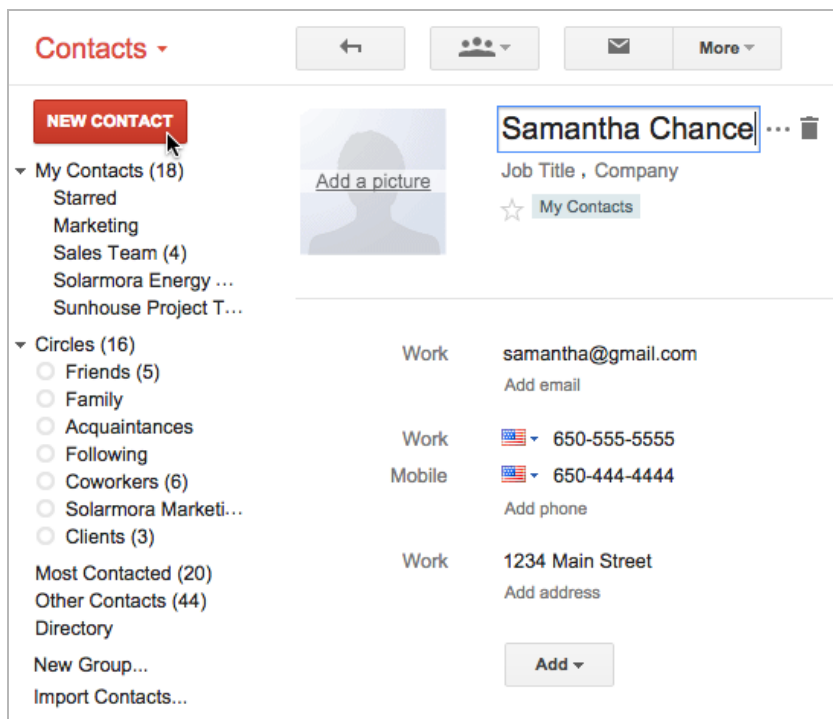 Contacts
More
NEW CONTACT
My Contacts (18)
Starred
Marketing
Sales Team (4)
Solarmora Energy ...
Sunhouse Project T...
Circles (16)
Friends (5)
Family
Acquaintances
Following
Coworkers (6)
Solarmora Marketi...
Clients (3)
Most Contacted (20)
Other Contacts (44)
Directory
New Group...
Import Contacts...
Add a picture
Samantha Chance
Job Title , Company
My Contacts
Work samantha@gmail.com
Add email
Work 650-555-5555
Mobile 650-444-4444
Add phone
Work 1234 Main Street
Add address
Add